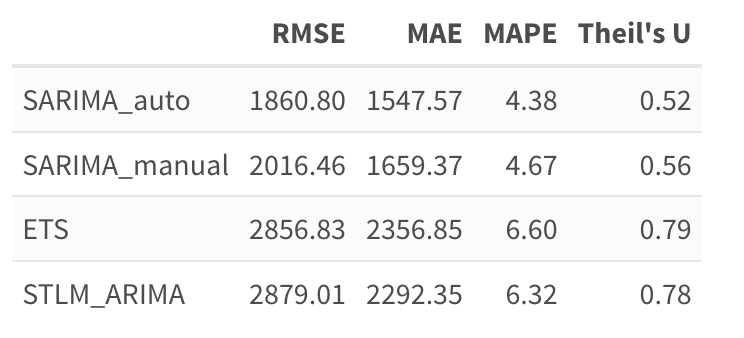 RMSE MAE MAPE Theil's U
SARIMA_auto 1860.80 1547.57 4.38 0.52
SARIMA_manual 2016.46 1659.37 4.67 0.56
ETS 2856.83 2356.85 6.60 0.79
STLM_ARIMA 2879.01 2292.35 6.32 0.78